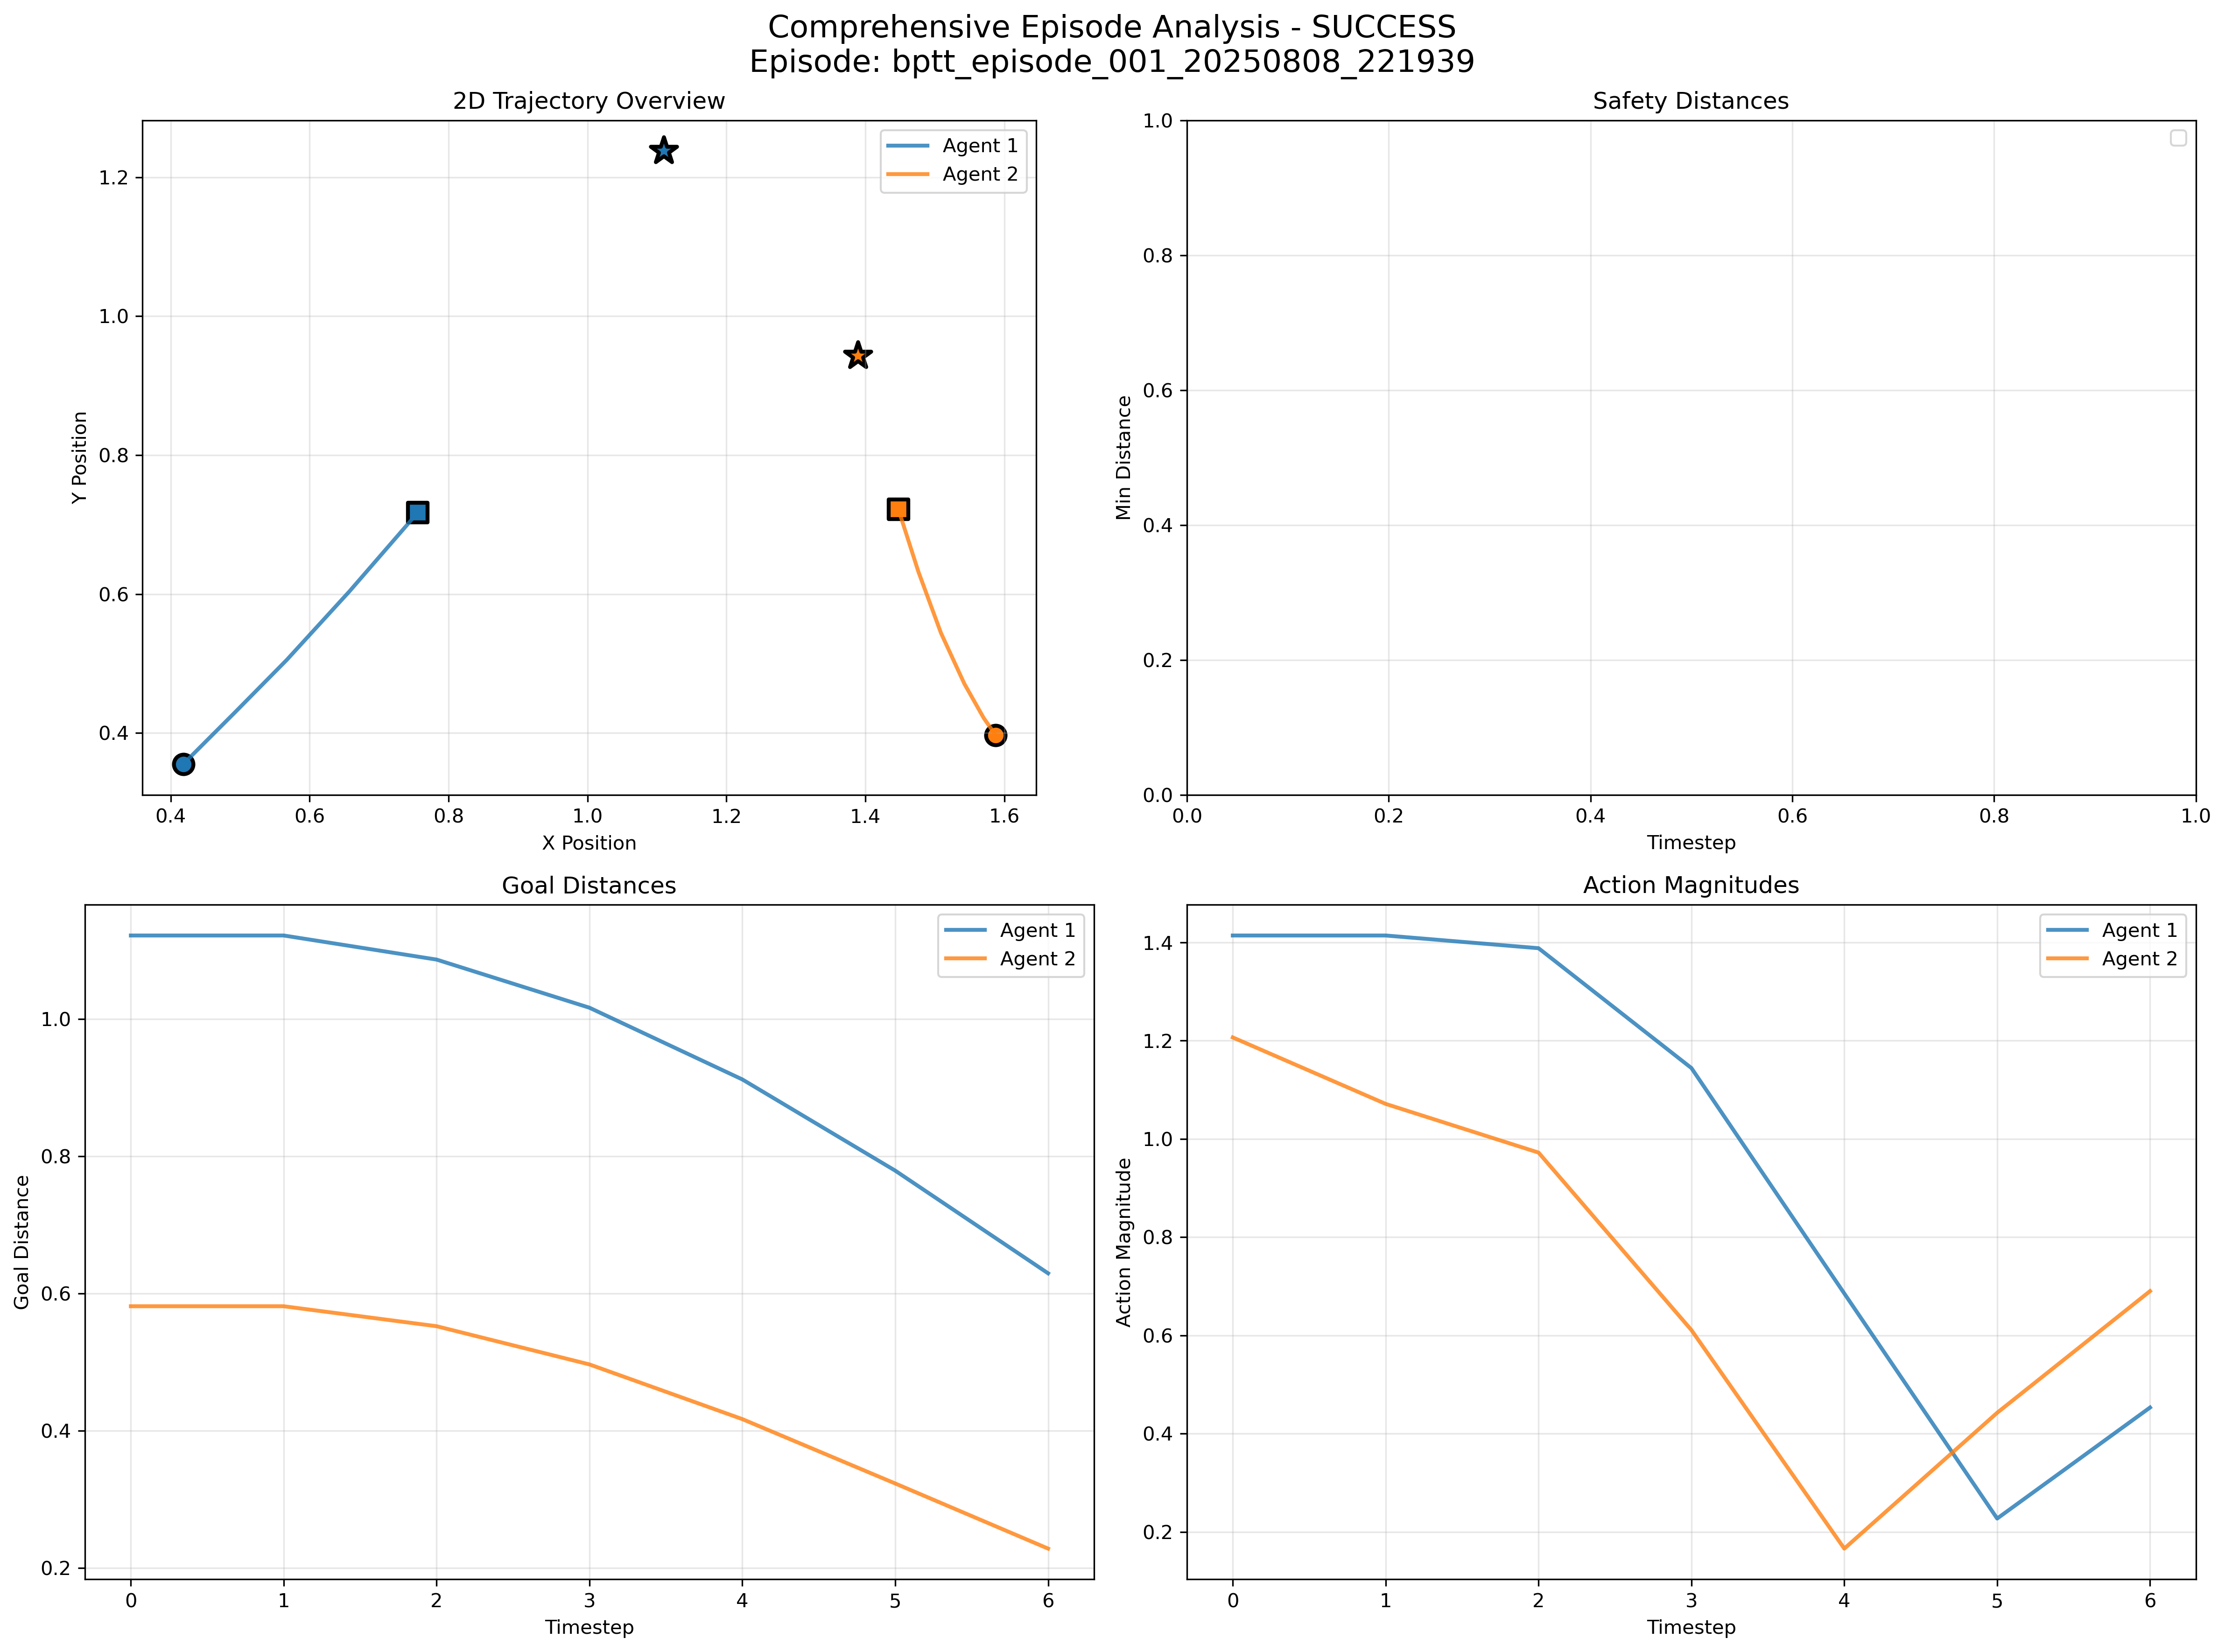 Comprehensive Episode Analysis - SUCCESS
Episode: bptt_episode_001_20250808_221939
2D Trajectory Overview
Agent 1
Agent 2
1.2
1.0
0.8
0.6
0.4
Y Position
0.4 0.6 0.8 1.0 1.2 1.4 1.6
X Position
Safety Distances
1.0
0.8
0.6
0.4
0.2
0.0
Min Distance
0.0 0.2 0.4 0.6 0.8 1.0
Timestep
Goal Distances
Agent 1
Agent 2
1.0
0.8
0.6
0.4
0.2
Goal Distance
0 1 2 3 4 5 6
Timestep
Action Magnitudes
Agent 1
Agent 2
1.4
1.2
1.0
0.8
0.6
0.4
0.2
Action Magnitude
0 1 2 3 4 5 6
Timestep